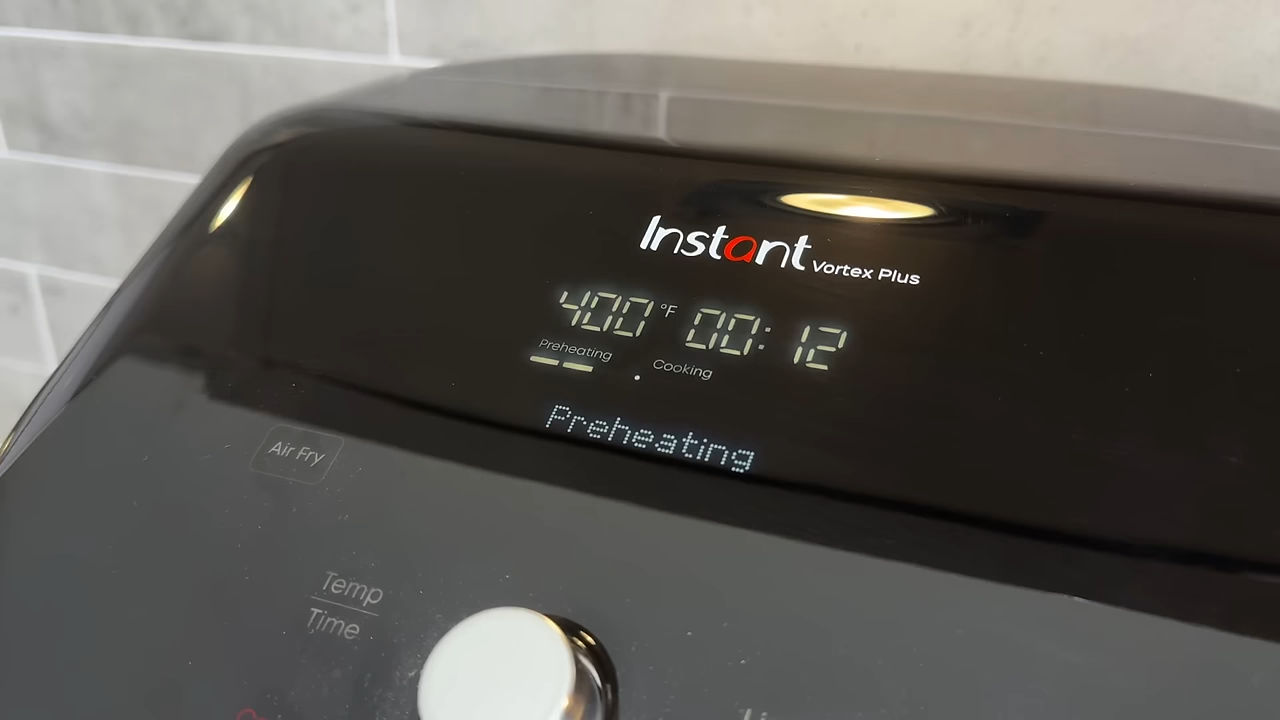 Instant Vortex Plus
400 °F 00:12
Preheating Cooking
Preheating
Air Fry
Temp
Time